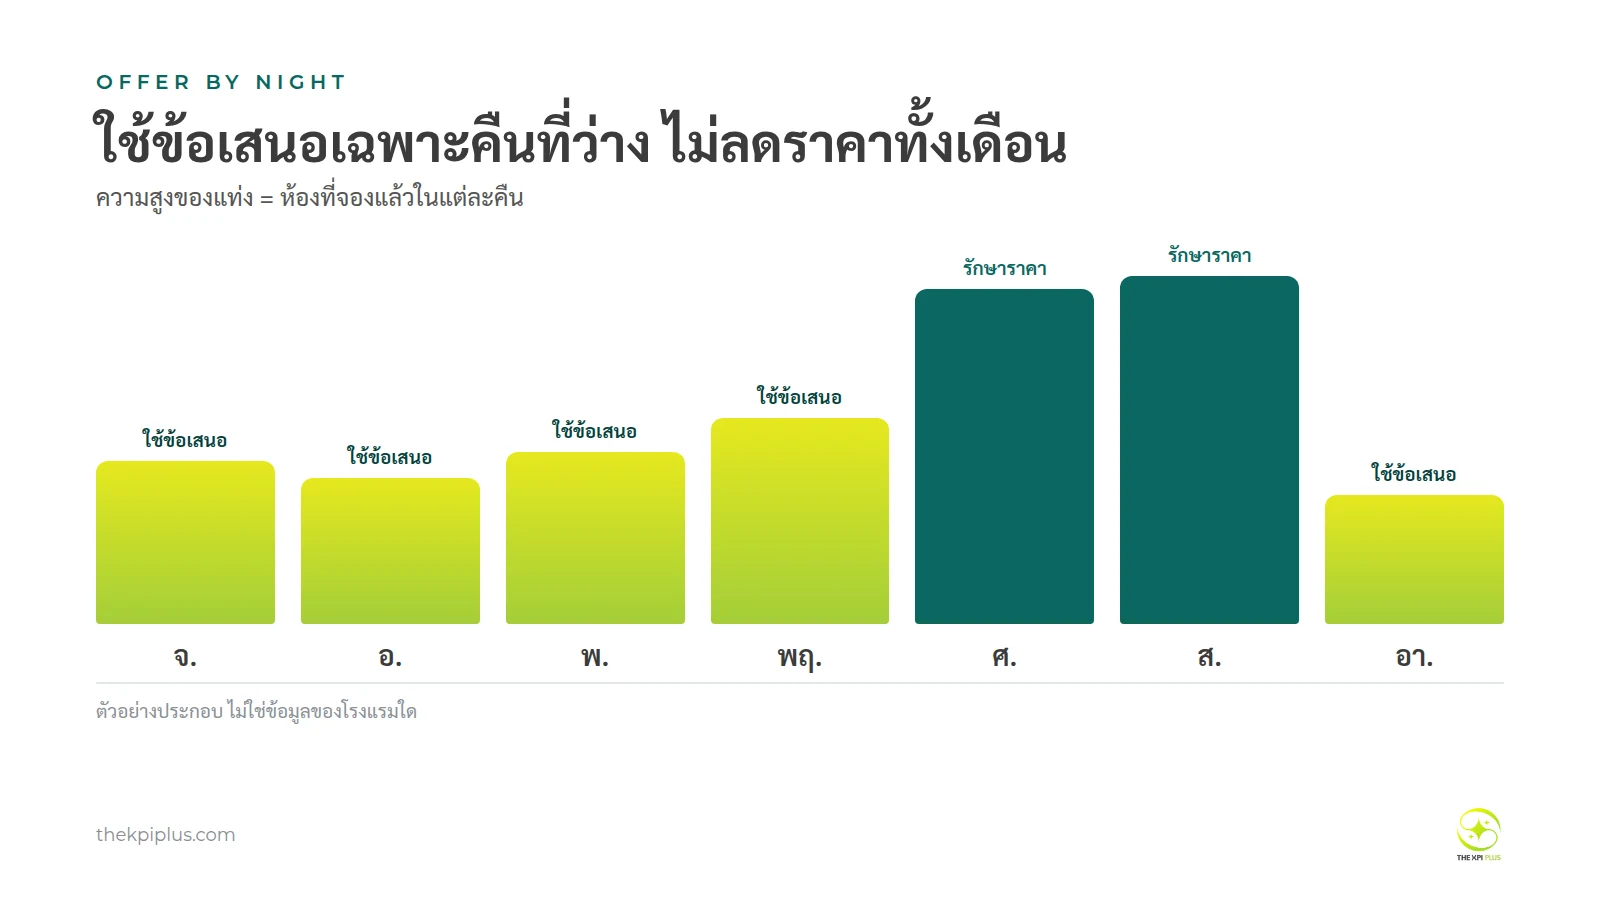 OFFER BY NIGHT
ใช้ข้อเสนอเฉพาะคืนที่ว่าง ไม่ลดราคาทั้งเดือน
ความสูงของแท่ง = ห้องที่จองแล้วในแต่ละคืน
ใช้ข้อเสนอ
ใช้ข้อเสนอ
ใช้ข้อเสนอ
ใช้ข้อเสนอ
รักษาราคา
รักษาราคา
ใช้ข้อเสนอ
จ. อ. พ. พฤ. ศ. ส. อา.
ตัวอย่างประกอบ ไม่ใช่ข้อมูลของโรงแรมใด
thekpiplus.com
THE KPI PLUS